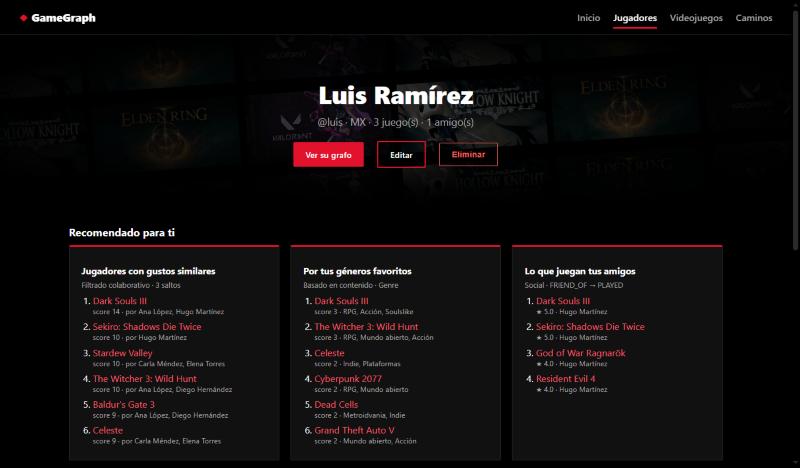 GameGraph
Inicio Jugadores Videojuegos Caminos
ELDEN RING
VALORANT
HOLLOW KNIGHT
Luis Ramírez
@luis · MX · 3 juego(s) · 1 amigo(s)
Ver su grafo Editar Eliminar
Recomendado para ti
Jugadores con gustos similares
Filtrado colaborativo · 3 saltos
1. Dark Souls III
score 14 · por Ana López, Hugo Martínez
2. Sekiro: Shadows Die Twice
score 10 · por Hugo Martínez
3. Stardew Valley
score 10 · por Carla Méndez, Elena Torres
4. The Witcher 3: Wild Hunt
score 10 · por Ana López, Diego Hernández
5. Baldur's Gate 3
score 9 · por Ana López, Diego Hernández
6. Celeste
score 9 · por Carla Méndez, Elena Torres
Por tus géneros favoritos
Basado en contenido · Genre
1. Dark Souls III
score 3 · RPG, Acción, Soulslike
2. The Witcher 3: Wild Hunt
score 3 · RPG, Mundo abierto, Acción
3. Celeste
score 2 · Indie, Plataformas
4. Cyberpunk 2077
score 2 · RPG, Mundo abierto
5. Dead Cells
score 2 · Metroidvania, Indie
6. Grand Theft Auto V
score 2 · Mundo abierto, Acción
Lo que juegan tus amigos
Social · FRIEND_OF → PLAYED
1. Dark Souls III
★ 5.0 · Hugo Martínez
2. Sekiro: Shadows Die Twice
★ 5.0 · Hugo Martínez
3. God of War Ragnarök
★ 4.0 · Hugo Martínez
4. Resident Evil 4
★ 4.0 · Hugo Martínez